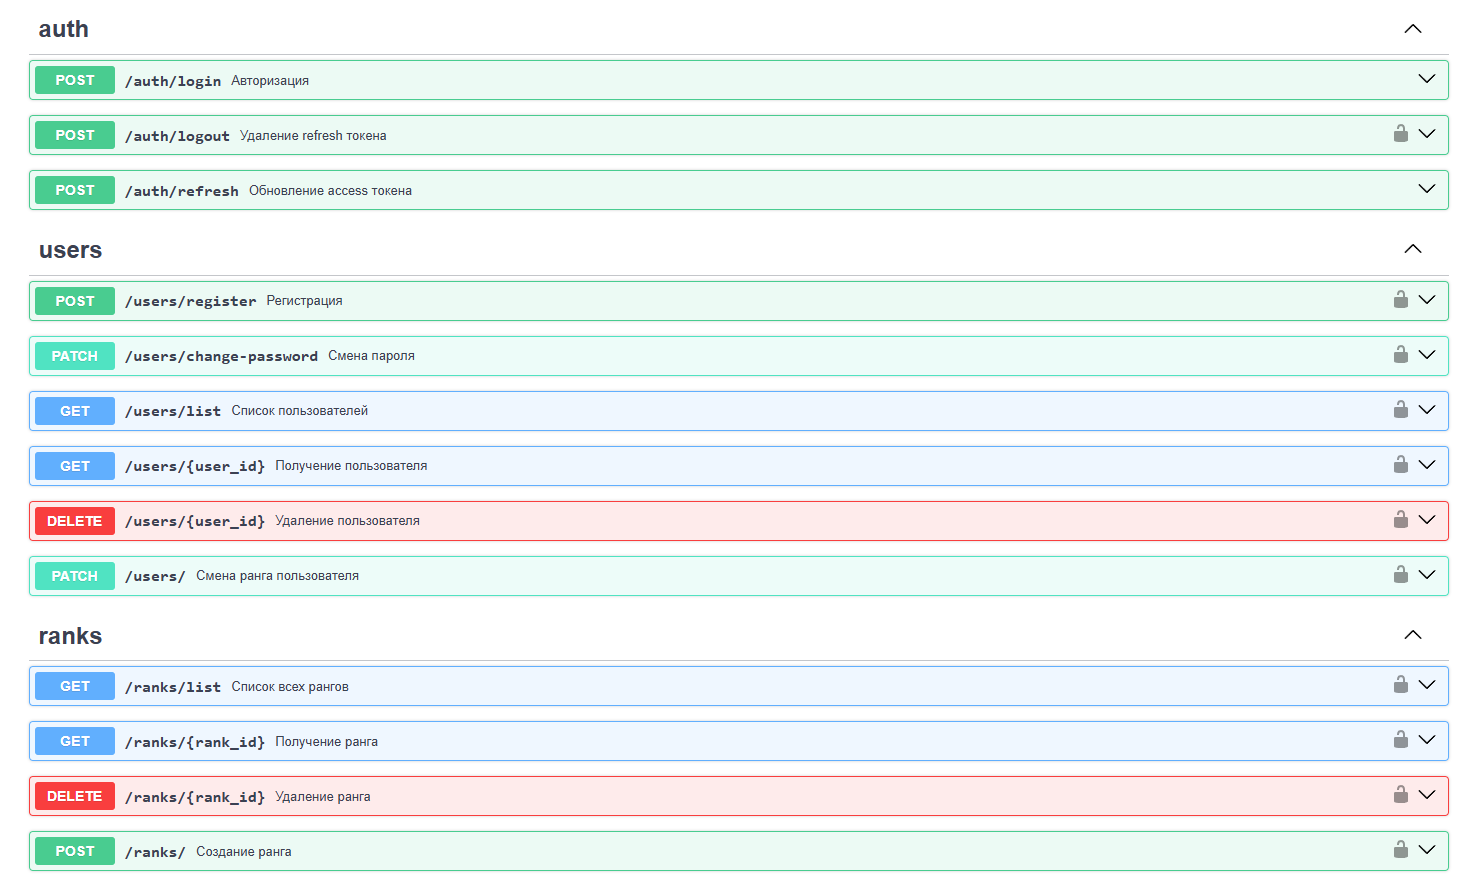 auth
POST /auth/login Авторизация
POST /auth/logout Удаление refresh токена
POST /auth/refresh Обновление access токена
users
POST /users/register Регистрация
PATCH /users/change-password Смена пароля
GET /users/list Список пользователей
GET /users/{user_id} Получение пользователя
DELETE /users/{user_id} Удаление пользователя
PATCH /users/ Смена ранга пользователя
ranks
GET /ranks/list Список всех рангов
GET /ranks/{rank_id} Получение ранга
DELETE /ranks/{rank_id} Удаление ранга
POST /ranks/ Создание ранга